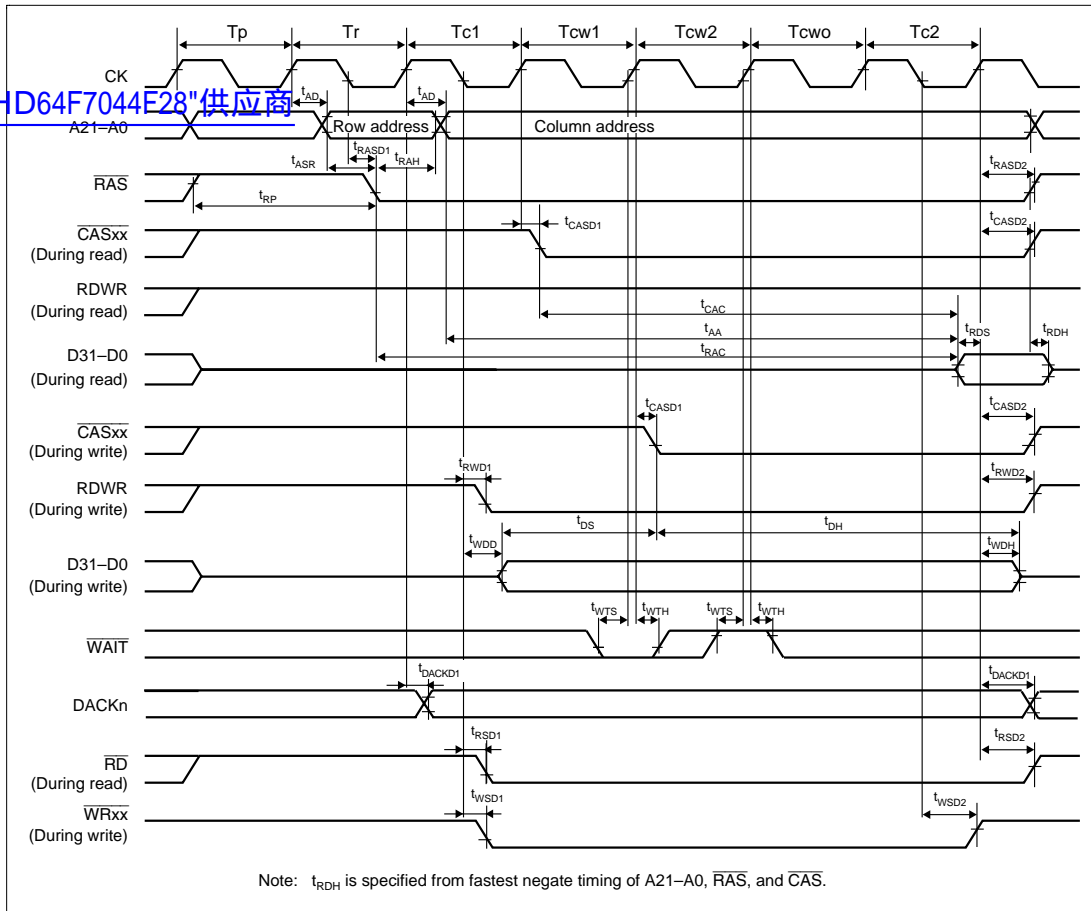 Tp Tr Tc1 Tcw1 Tcw2 Tcwo Tc2
CK
HD64F7044E28"供应商
tAD tAD
A21–A0 Row address Column address
tRASD1
tASR tRAH tRASD2
RAS
tRP
tCASD1 tCASD2
CASxx
(During read)
RDWR
(During read)
tCAC
tAA tRDS tRDH
tRAC
D31–D0
(During read)
tCASD1 tCASD2
CASxx
(During write)
tRWD1 tRWD2
RDWR
(During write)
tDS tDH
tWDD tWDH
D31–D0
(During write)
tWTS tWTH tWTS tWTH
WAIT
tDACKD1 tDACKD1
DACKn
tRSD1 tRSD2
RD
(During read)
tWSD1 tWSD2
WRxx
(During write)
Note: tRDH is specified from fastest negate timing of A21–A0, RAS, and CAS.